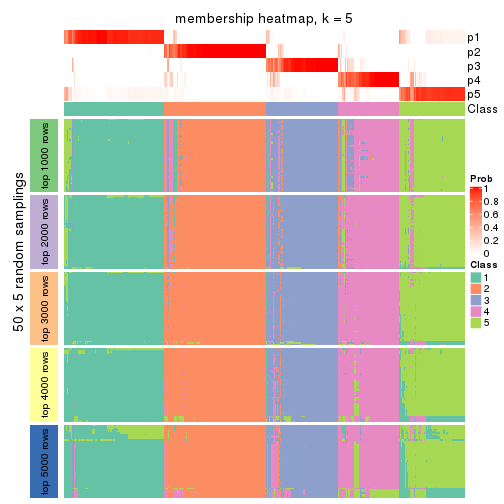 membership heatmap, k = 5
p1
p2
p3
p4
p5
Class
50 x 5 random samplings
top 1000 rows
top 2000 rows
top 3000 rows
top 4000 rows
top 5000 rows
Prob
1
0.8
0.6
0.4
0.2
0
Class
1
2
3
4
5